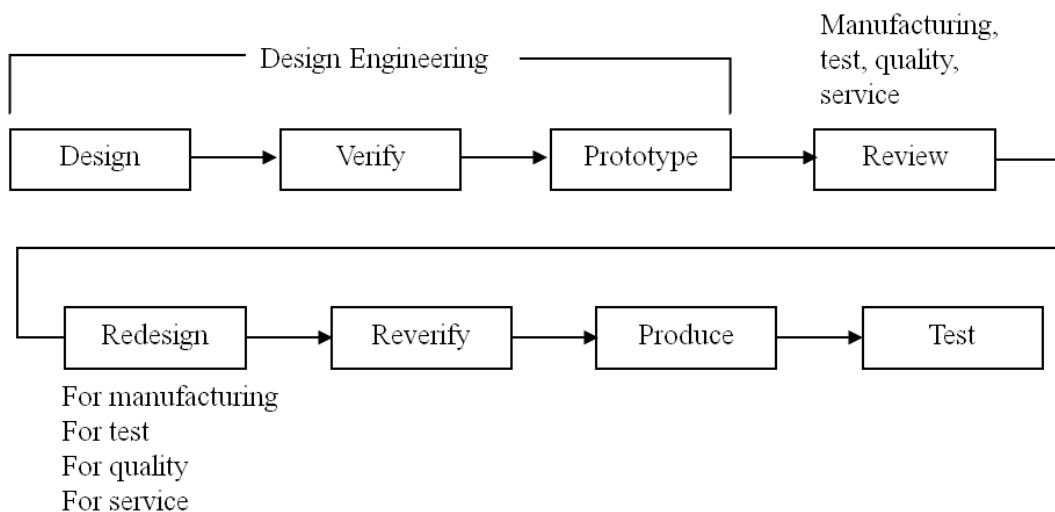 Design Engineering
Manufacturing,
test, quality,
service
Design
Verify
Prototype
Review
Redesign
Reverify
Produce
Test
For manufacturing
For test
For quality
For service